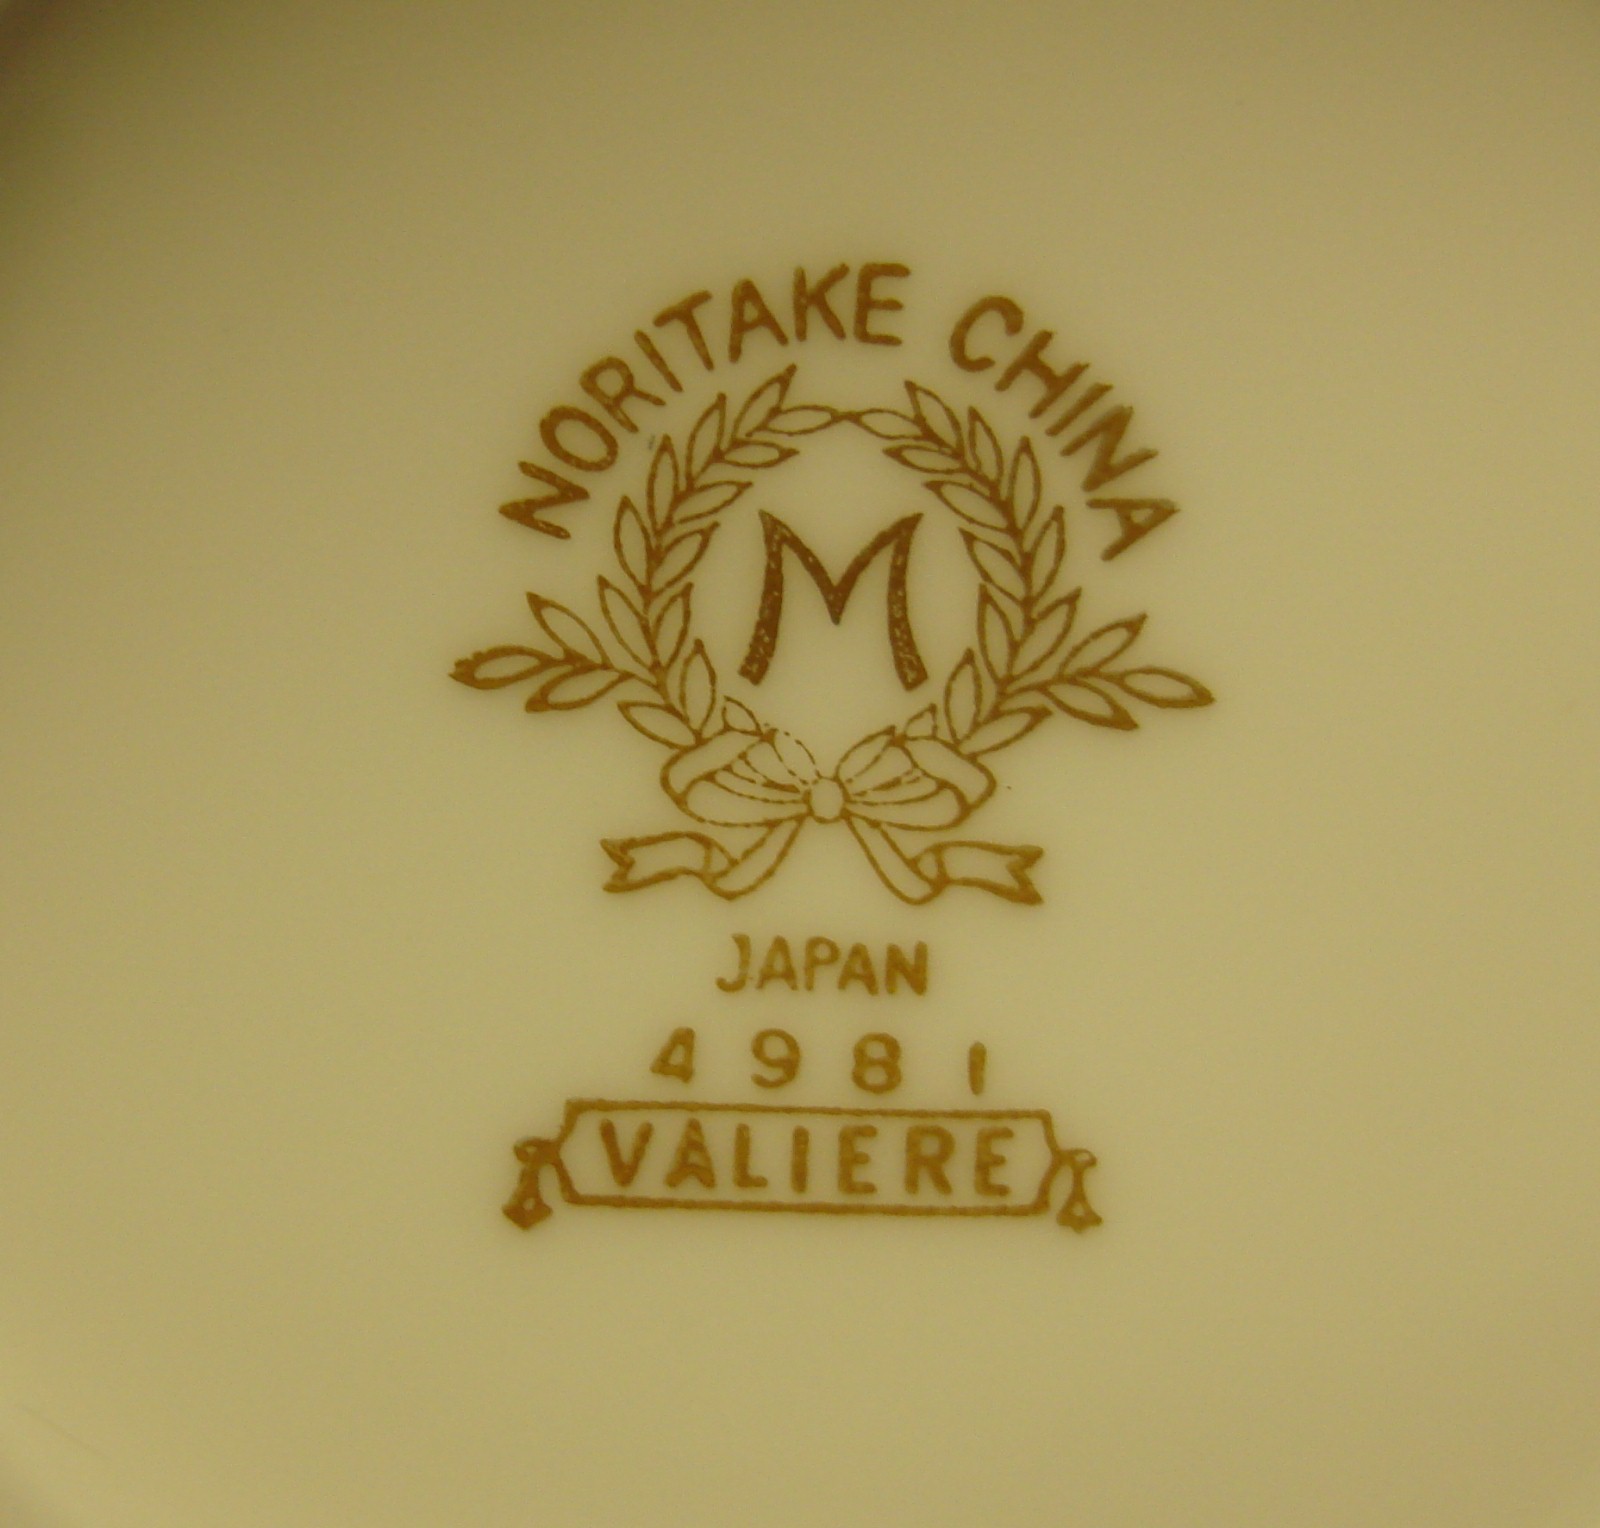 NORITAKE CHINA
M
JAPAN
4981
VALIERE